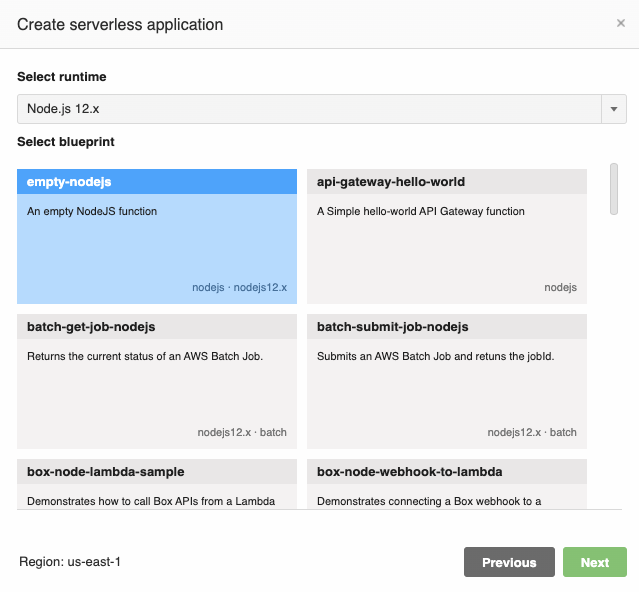 Create serverless application
×
Select runtime
Node.js 12.x
Select blueprint
empty-nodejs
An empty NodeJS function
nodejs · nodejs12.x
api-gateway-hello-world
A Simple hello-world API Gateway function
nodejs
batch-get-job-nodejs
Returns the current status of an AWS Batch Job.
nodejs12.x · batch
batch-submit-job-nodejs
Submits an AWS Batch Job and retuns the jobId.
nodejs12.x · batch
box-node-lambda-sample
Demonstrates how to call Box APIs from a Lambda
box-node-webhook-to-lambda
Demonstrates connecting a Box webhook to a
Region: us-east-1
Previous
Next